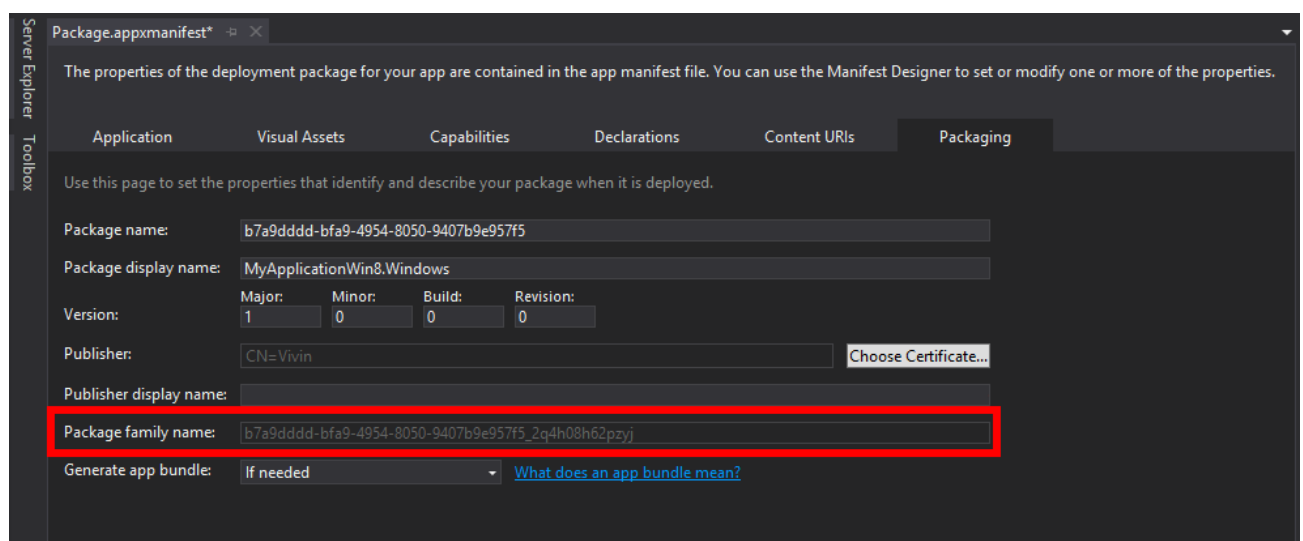 Server Explorer
Toolbox
Package.appxmanifest*
The properties of the deployment package for your app are contained in the app manifest file. You can use the Manifest Designer to set or modify one or more of the properties.
Application Visual Assets Capabilities Declarations Content URIs Packaging
Use this page to set the properties that identify and describe your package when it is deployed.
Package name: b7a9dddd-bfa9-4954-8050-9407b9e957f5
Package display name: MyApplicationWin8.Windows
Major: Minor: Build: Revision:
Version: 1 0 0 0
Publisher: CN=Vivin Choose Certificate...
Publisher display name:
Package family name: b7a9dddd-bfa9-4954-8050-9407b9e957f5_2q4h08h62pzyj
Generate app bundle: If needed What does an app bundle mean?